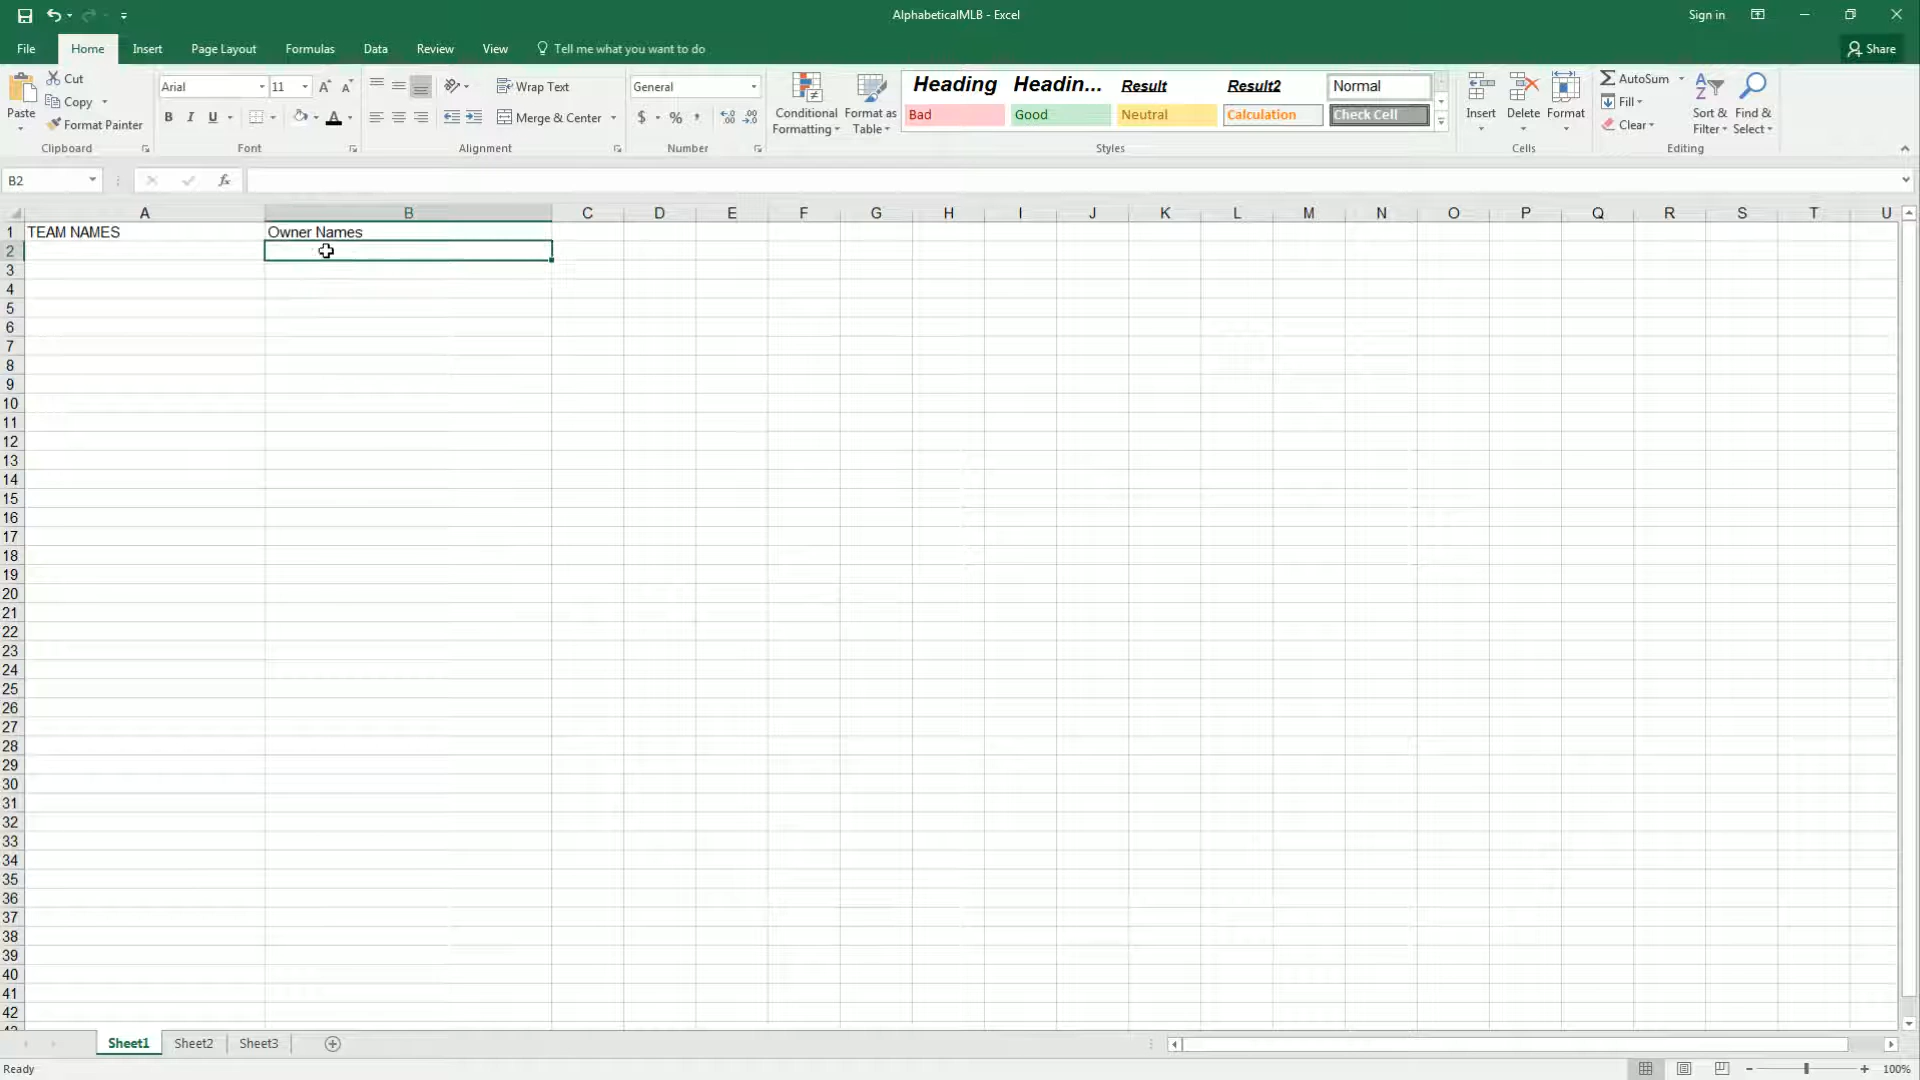 AlphabeticalMLB - Excel
Sign in
File Home Insert Page Layout Formulas Data Review View Tell me what you want to do Share
Paste
Cut
Copy
Format Painter
Clipboard
Arial 11
B I U
Font
Wrap Text
Merge & Center
Alignment
General
$ % ,
Number
Conditional Formatting
Format as Table
Heading Headin... Result Result2 Normal
Bad Good Neutral Calculation Check Cell
Styles
Insert Delete Format
Cells
AutoSum
Fill
Clear
Sort & Filter
Find & Select
Editing
B2
fx
A B C D E F G H I J K L M N O P Q R S T U
1 TEAM NAMES Owner Names
2
3
4
5
6
7
8
9
10
11
12
13
14
15
16
17
18
19
20
21
22
23
24
25
26
27
28
29
30
31
32
33
34
35
36
37
38
39
40
41
42
Sheet1 Sheet2 Sheet3
Ready
100%